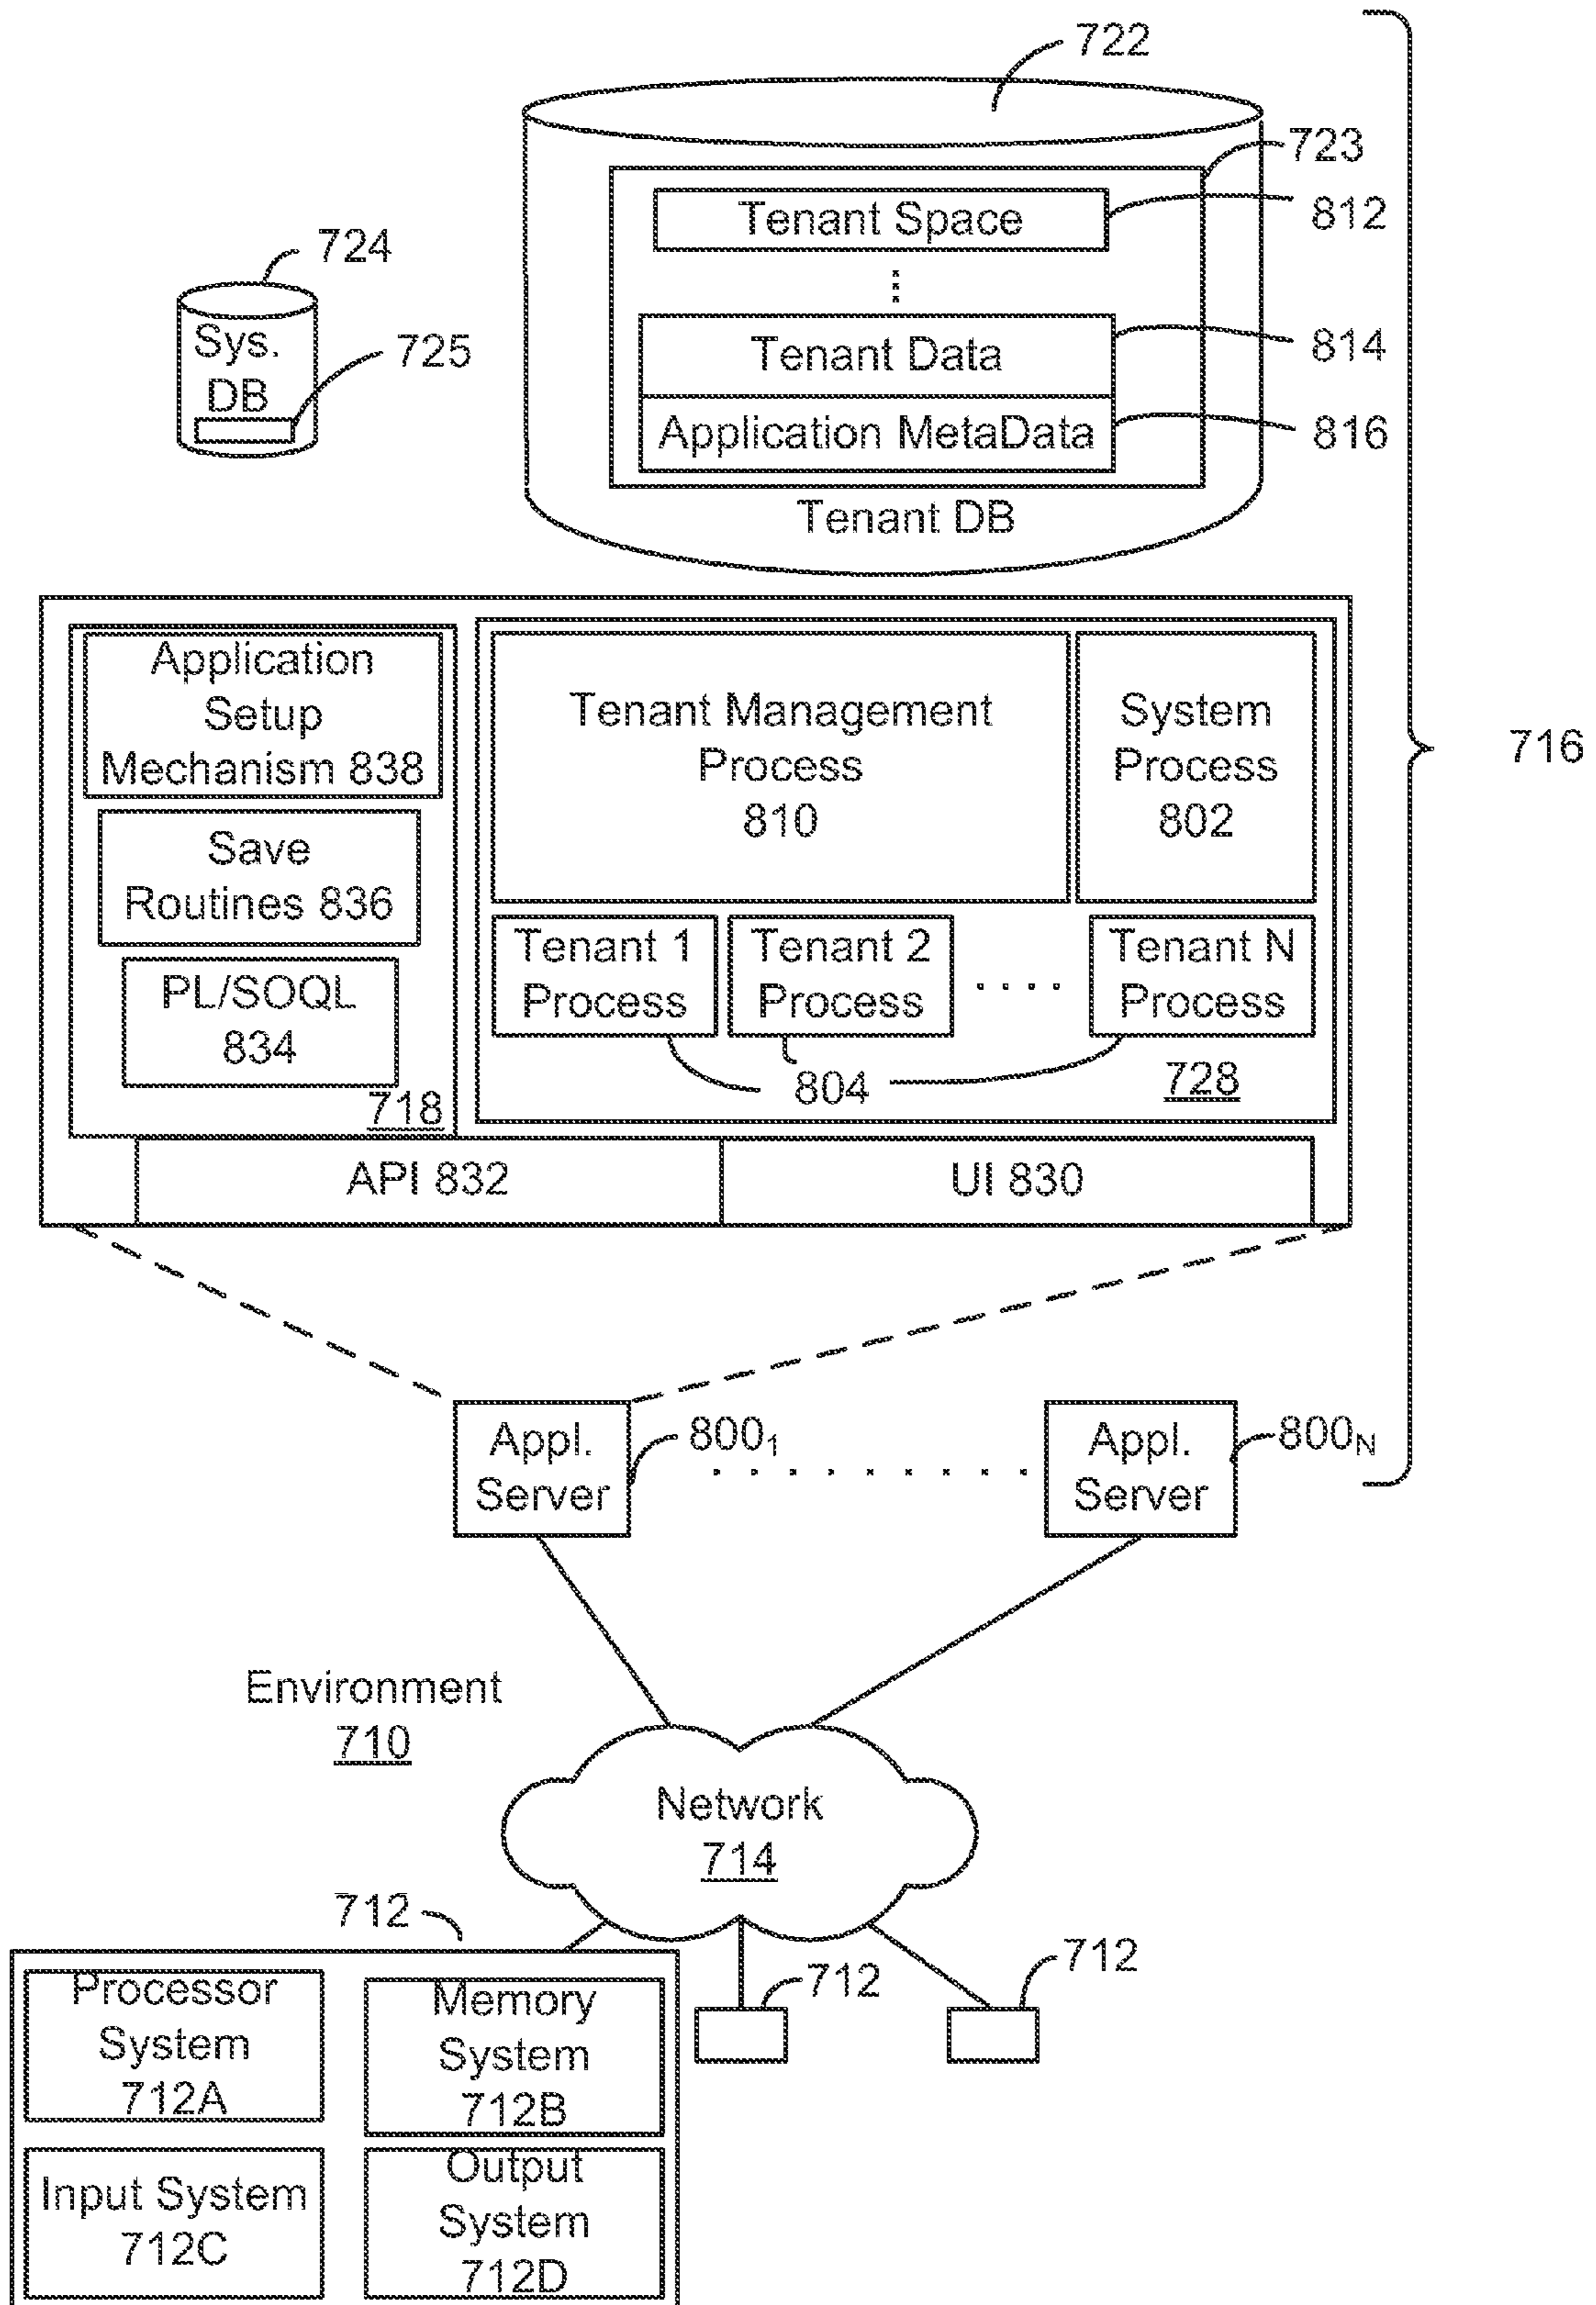 722
723
Tenant Space
812
724
Sys.
DB
725
Tenant Data
814
Application MetaData
816
Tenant DB
716
Application
Setup
Mechanism 838
Save
Routines 836
PL/SOQL
834
718
Tenant Management
Process
810
System
Process
802
Tenant 1
Process
Tenant 2
Process
Tenant N
Process
804
728
API 832
UI 830
Appl.
Server
800₁
Appl.
Server
800N
Environment
710
Network
714
712
712
712
Processor
System
712A
Memory
System
712B
Input System
712C
Output
System
712D